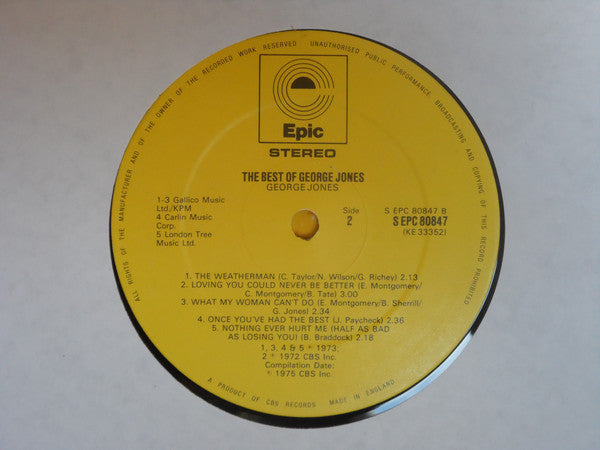 ALL RIGHTS OF THE MANUFACTURER AND OF THE OWNER OF THE RECORDED WORK RESERVED UNAUTHORISED PUBLIC PERFORMANCE BROADCASTING AND COPYING OF THIS RECORD PROHIBITED
Epic
STEREO
THE BEST OF GEORGE JONES
GEORGE JONES
1-3 Gallico Music
Ltd./KPM
4 Carlin Music
Corp.
5 London Tree
Music Ltd.
Side
2
S EPC 80847 B
S EPC 80847
(KE 33352)
1. THE WEATHERMAN (C. Taylor/N. Wilson/G. Richey) 2.13
2. LOVING YOU COULD NEVER BE BETTER (E. Montgomery/
C. Montgomery/B. Tate) 3.00
3. WHAT MY WOMAN CAN'T DO (E. Montgomery/B. Sherrill/
G. Jones) 2.34
4. ONCE YOU'VE HAD THE BEST (J. Paycheck) 2.36
5. NOTHING EVER HURT ME (HALF AS BAD
AS LOSING YOU) (B. Braddock) 2.18
1, 3, 4 & 5 ℗ 1973;
2 ℗ 1972 CBS Inc.
Compilation Date:
℗ 1975 CBS Inc.
A PRODUCT OF CBS RECORDS MADE IN ENGLAND